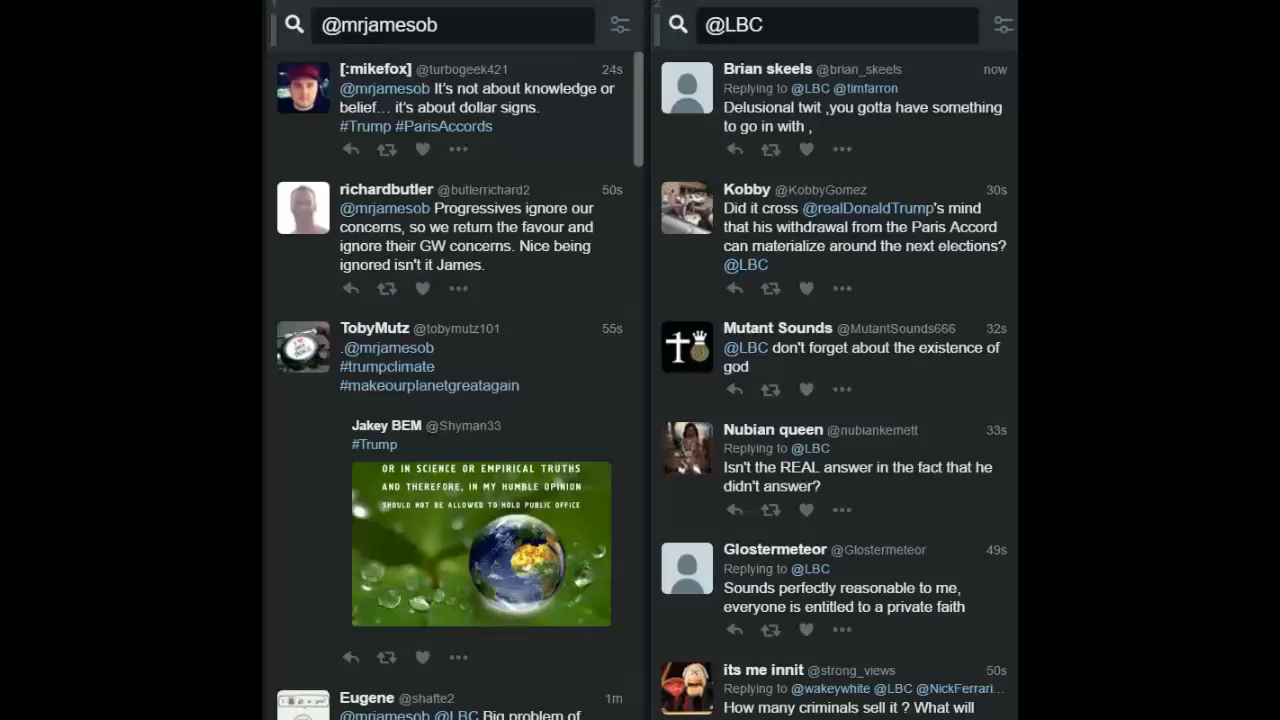 1
@mrjamesob
[:mikefox] @turbogeek421 24s
@mrjamesob It's not about knowledge or
belief... it's about dollar signs.
#Trump #ParisAccords
richardbutler @butlerrichard2 50s
@mrjamesob Progressives ignore our
concerns, so we return the favour and
ignore their GW concerns. Nice being
ignored isn't it James.
TobyMutz @tobymutz101 55s
.@mrjamesob
#trumpclimate
#makeourplanetgreatagain
Jakey BEM @Shyman33
#Trump
OR IN SCIENCE OR EMPIRICAL TRUTHS
AND THEREFORE, IN MY HUMBLE OPINION
SHOULD NOT BE ALLOWED TO HOLD PUBLIC OFFICE
Eugene @shafte2 1m
@mrjamesob @LBC Big problem of
2
@LBC
Brian skeels @brian_skeels now
Replying to @LBC @timfarron
Delusional twit ,you gotta have something
to go in with ,
Kobby @KobbyGomez 30s
Did it cross @realDonaldTrump's mind
that his withdrawal from the Paris Accord
can materialize around the next elections?
@LBC
Mutant Sounds @MutantSounds666 32s
@LBC don't forget about the existence of
god
Nubian queen @nubiankemett 33s
Replying to @LBC
Isn't the REAL answer in the fact that he
didn't answer?
Glostermeteor @Glostermeteor 49s
Replying to @LBC
Sounds perfectly reasonable to me,
everyone is entitled to a private faith
its me innit @strong_views 50s
Replying to @wakeywhite @LBC @NickFerrari...
How many criminals sell it ? What will